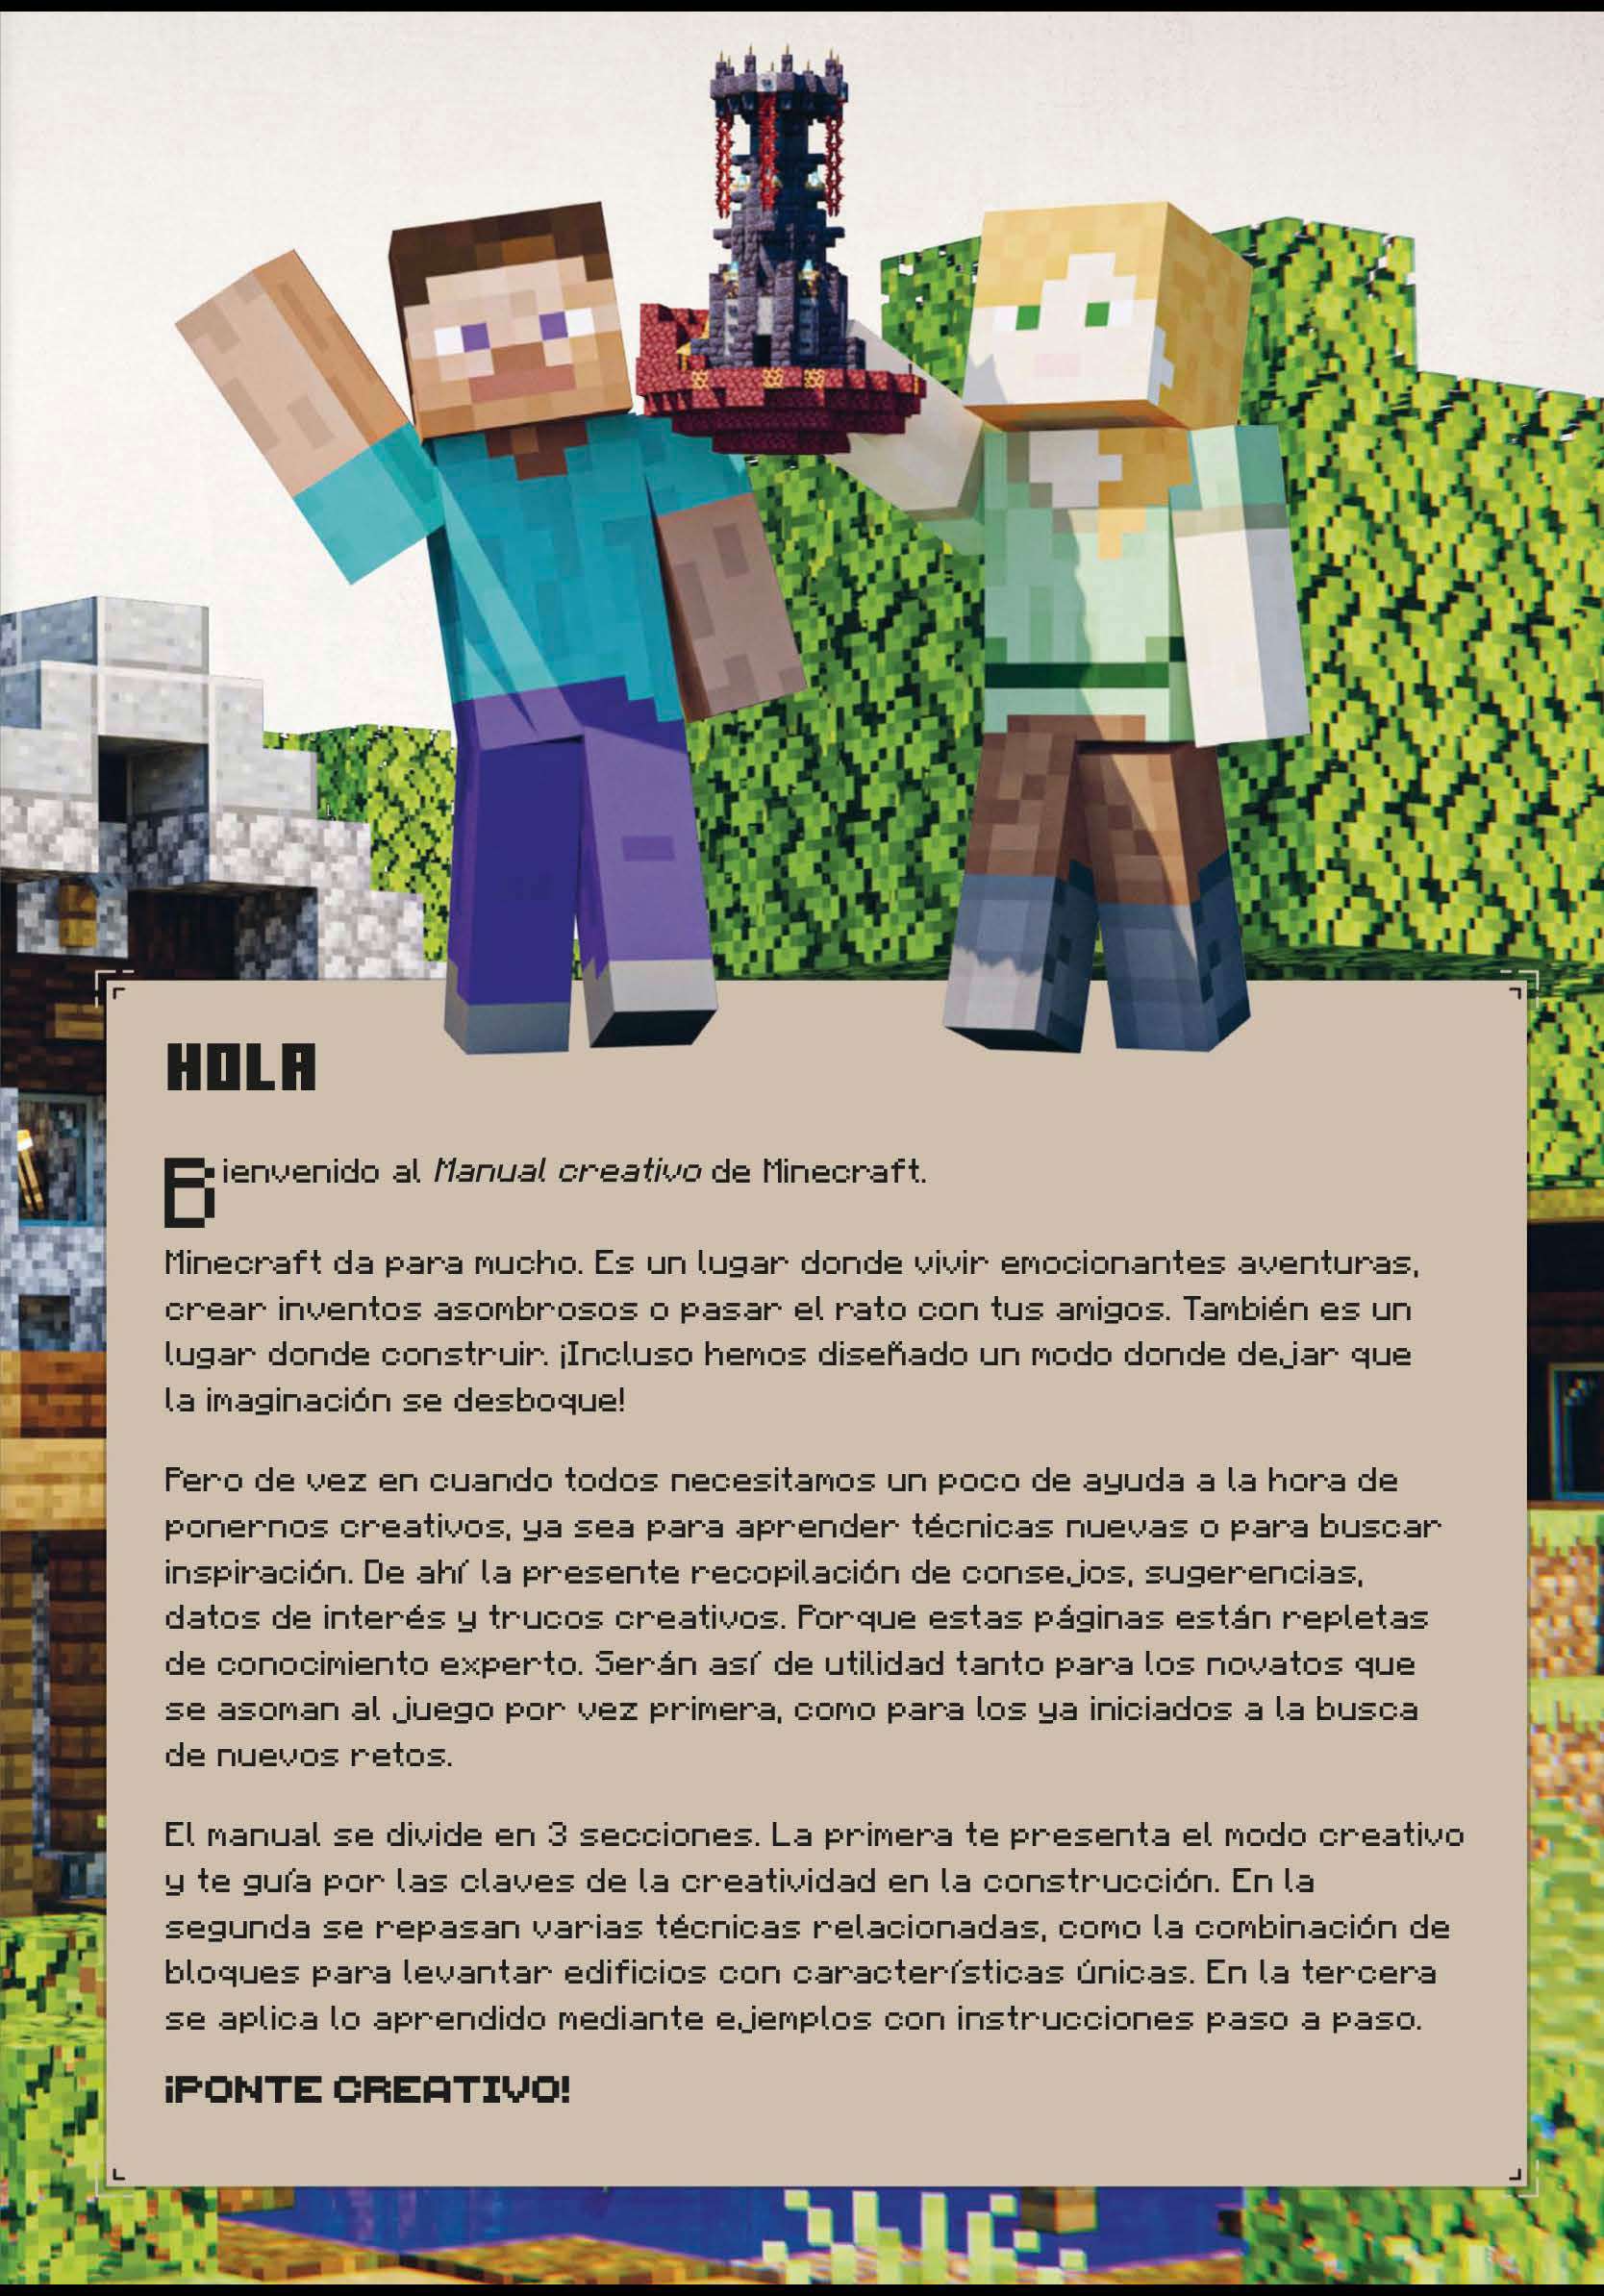 HOLA
Bienvenido al Manual creativo de Minecraft.
Minecraft da para mucho. Es un lugar donde vivir emocionantes aventuras,
crear inventos asombrosos o pasar el rato con tus amigos. También es un
lugar donde construir. ¡Incluso hemos diseñado un modo donde dejar que
la imaginación se desboque!
Pero de vez en cuando todos necesitamos un poco de ayuda a la hora de
ponernos creativos, ya sea para aprender técnicas nuevas o para buscar
inspiración. De ahí la presente recopilación de consejos, sugerencias,
datos de interés y trucos creativos. Porque estas páginas están repletas
de conocimiento experto. Serán así de utilidad tanto para los novatos que
se asoman al juego por vez primera, como para los ya iniciados a la busca
de nuevos retos.
El manual se divide en 3 secciones. La primera te presenta el modo creativo
y te guía por las claves de la creatividad en la construcción. En la
segunda se repasan varias técnicas relacionadas, como la combinación de
bloques para levantar edificios con características únicas. En la tercera
se aplica lo aprendido mediante ejemplos con instrucciones paso a paso.
¡PONTE CREATIVO!